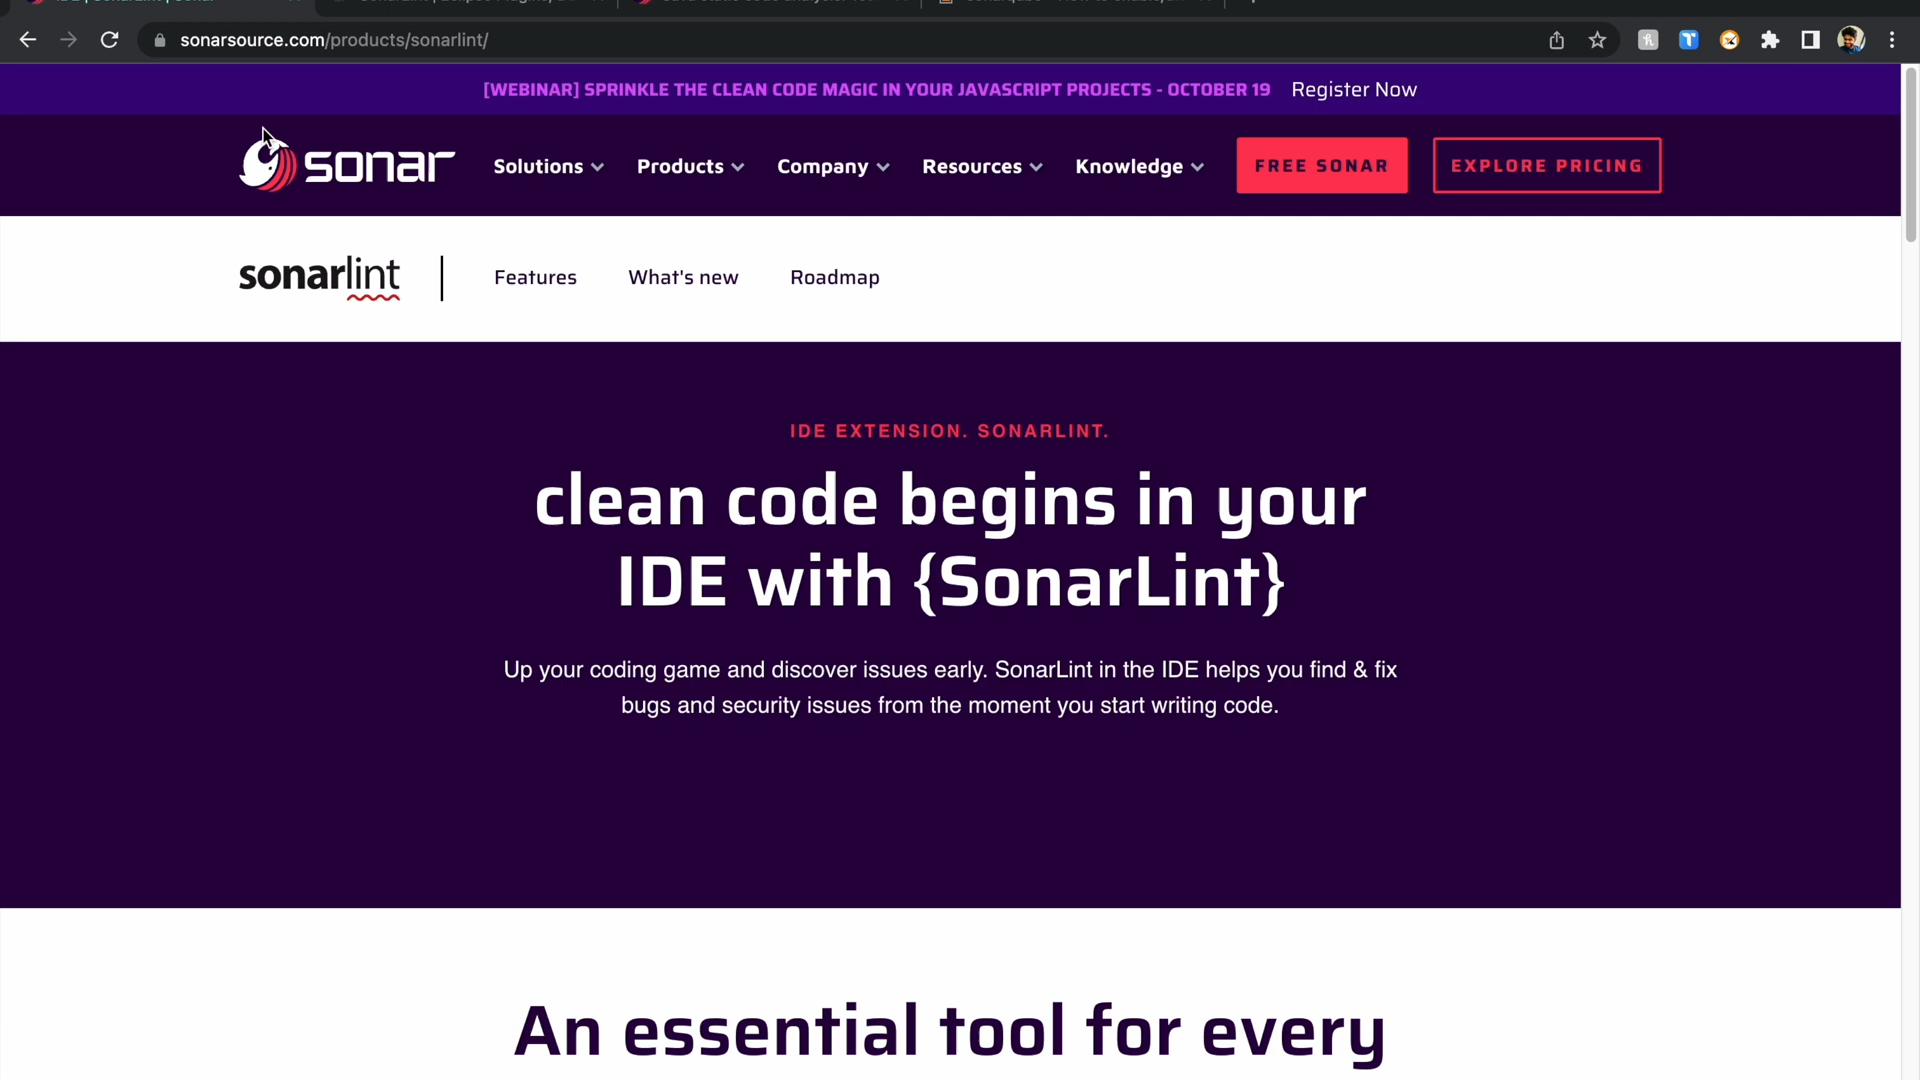 sonarsource.com/products/sonarlint/
[WEBINAR] SPRINKLE THE CLEAN CODE MAGIC IN YOUR JAVASCRIPT PROJECTS - OCTOBER 19 Register Now
sonar Solutions Products Company Resources Knowledge FREE SONAR EXPLORE PRICING
sonarlint Features What's new Roadmap
IDE EXTENSION. SONARLINT.
clean code begins in your
IDE with {SonarLint}
Up your coding game and discover issues early. SonarLint in the IDE helps you find & fix
bugs and security issues from the moment you start writing code.
An essential tool for every